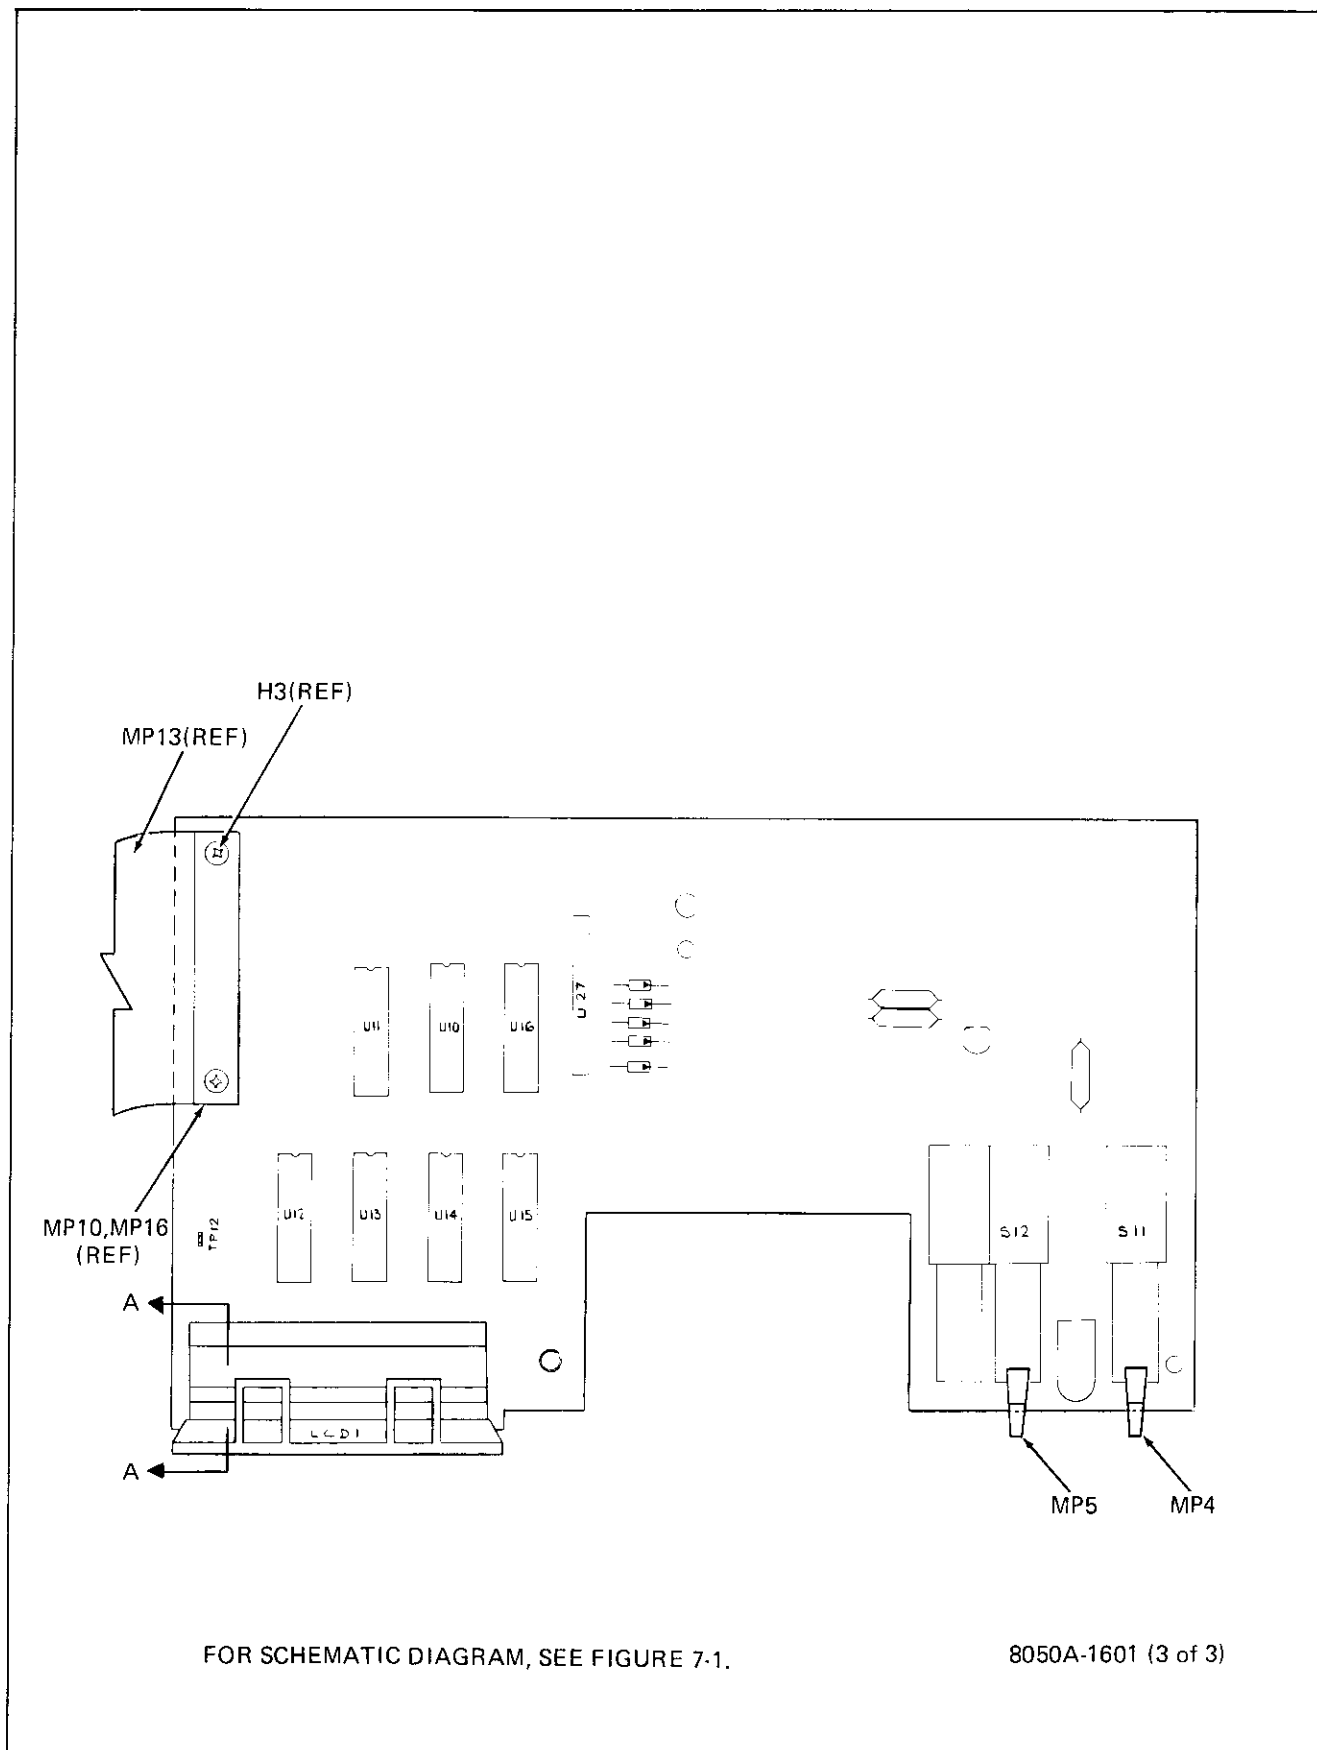 H3(REF)
MP13(REF)
U11
U10
U16
U27
MP10,MP16
(REF)
TP12
U12
U13
U14
U15
S12
S11
A
LCD1
A
MP5
MP4
FOR SCHEMATIC DIAGRAM, SEE FIGURE 7-1.
8050A-1601 (3 of 3)